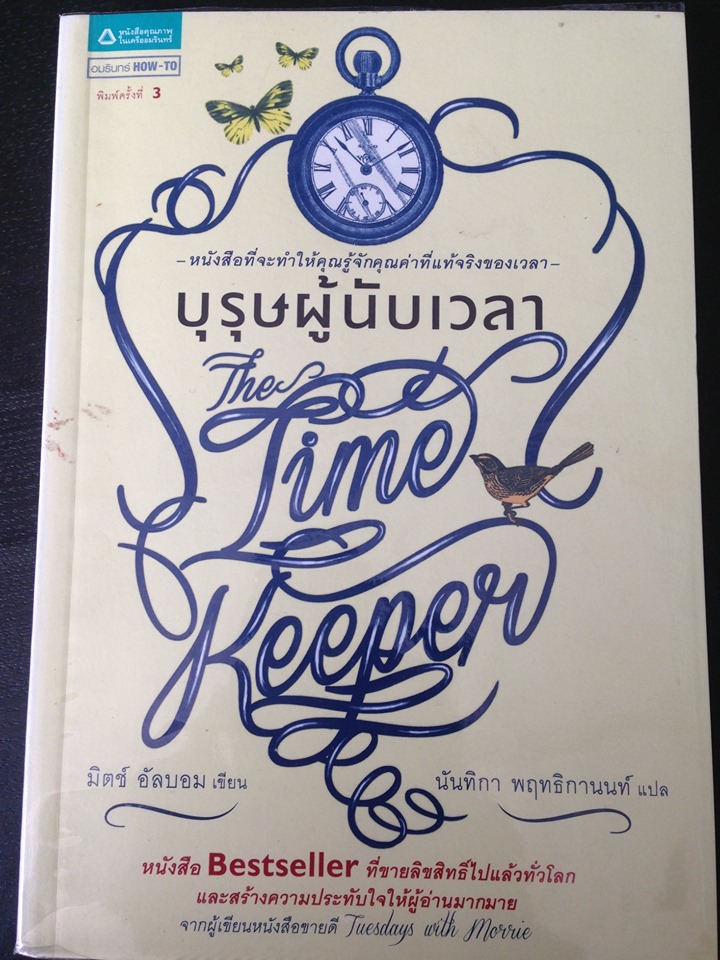 หนังสือคุณภาพ
ในเครืออมรินทร์
อมรินทร์ HOW-TO
พิมพ์ครั้งที่ 3
–หนังสือที่จะทำให้คุณรู้จักคุณค่าที่แท้จริงของเวลา–
บุรุษผู้นับเวลา
The
Time
Keeper
มิตช์ อัลบอม เขียน
นันทิกา พฤทธิกานนท์ แปล
หนังสือ Bestseller ที่ขายลิขสิทธิ์ไปแล้วทั่วโลก
และสร้างความประทับใจให้ผู้อ่านมากมาย
จากผู้เขียนหนังสือขายดี Tuesdays with Morrie